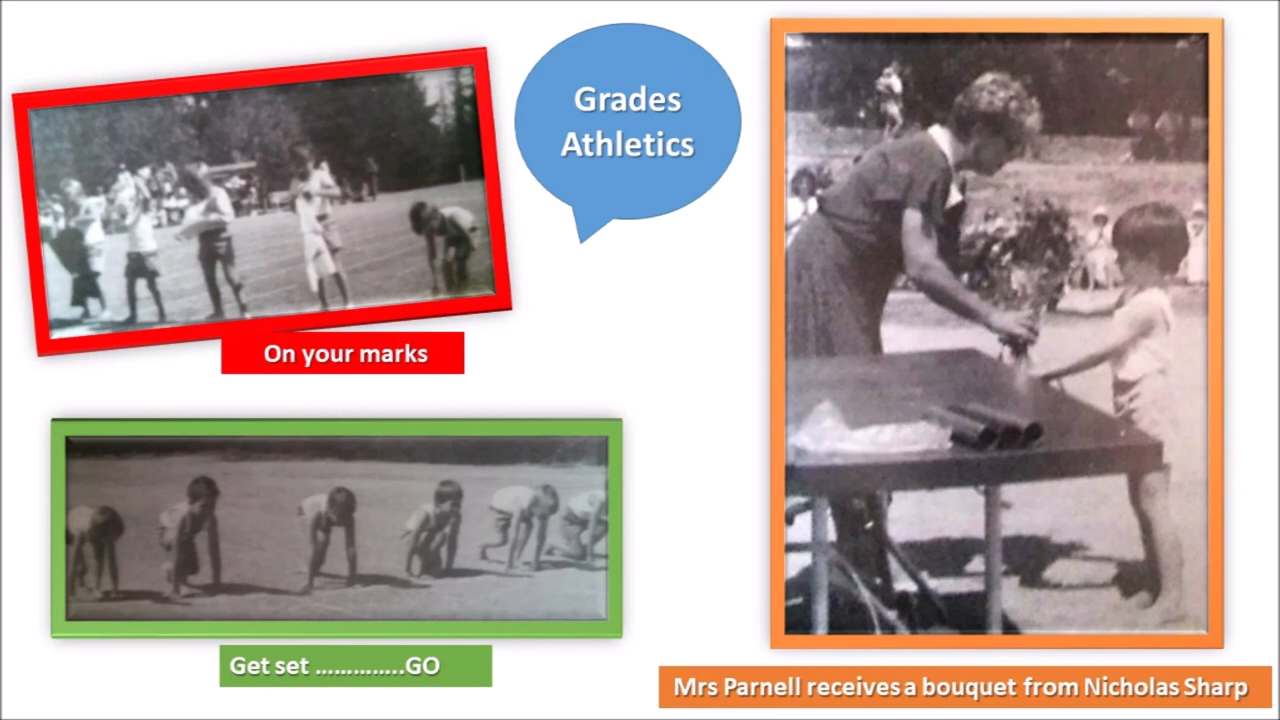 Grades
Athletics
On your marks
Get set …………..GO
Mrs Parnell receives a bouquet from Nicholas Sharp